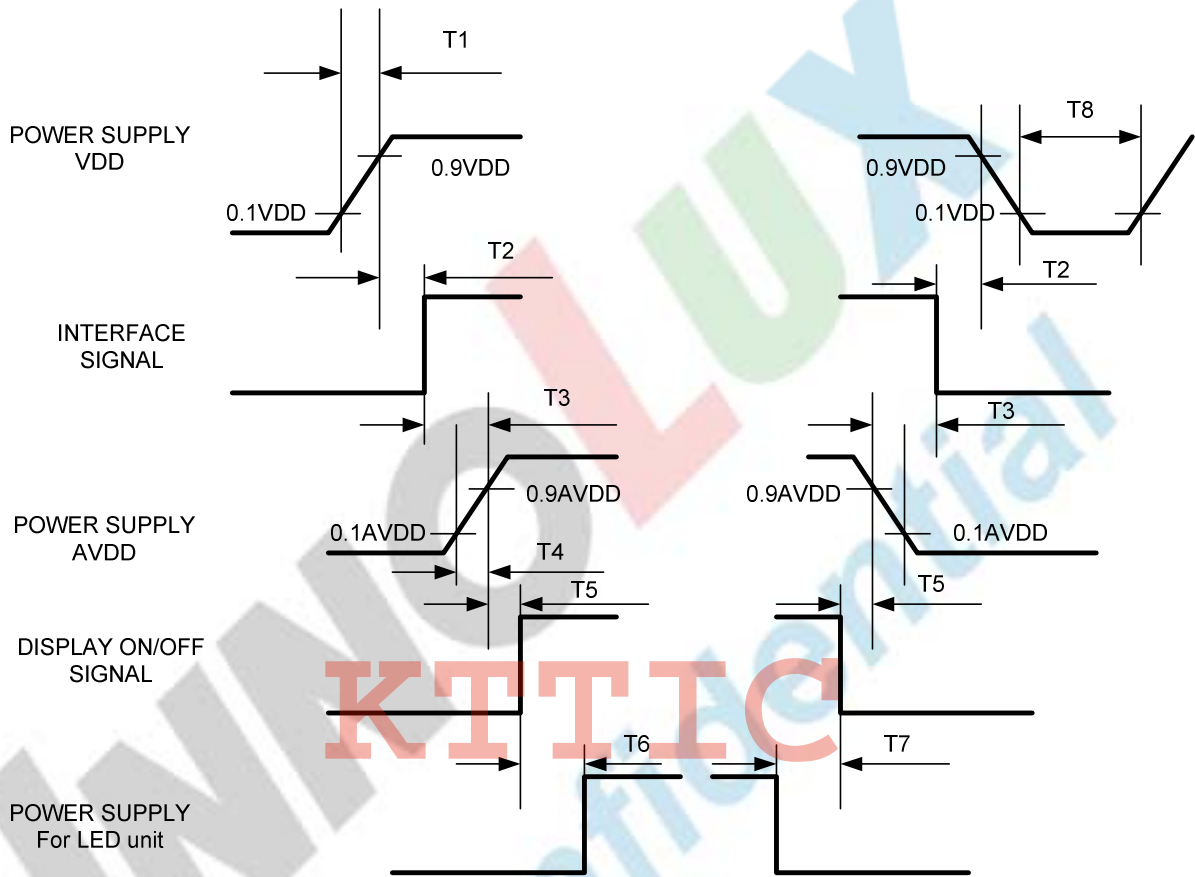 T1
T8
POWER SUPPLY
VDD
0.9VDD
0.9VDD
0.1VDD
0.1VDD
T2
T2
INTERFACE
SIGNAL
T3
T3
0.9AVDD
0.9AVDD
POWER SUPPLY
AVDD
0.1AVDD
0.1AVDD
T4
T5
T5
DISPLAY ON/OFF
SIGNAL
T6
T7
POWER SUPPLY
For LED unit
INNOLUX
Confidential
KTTIC